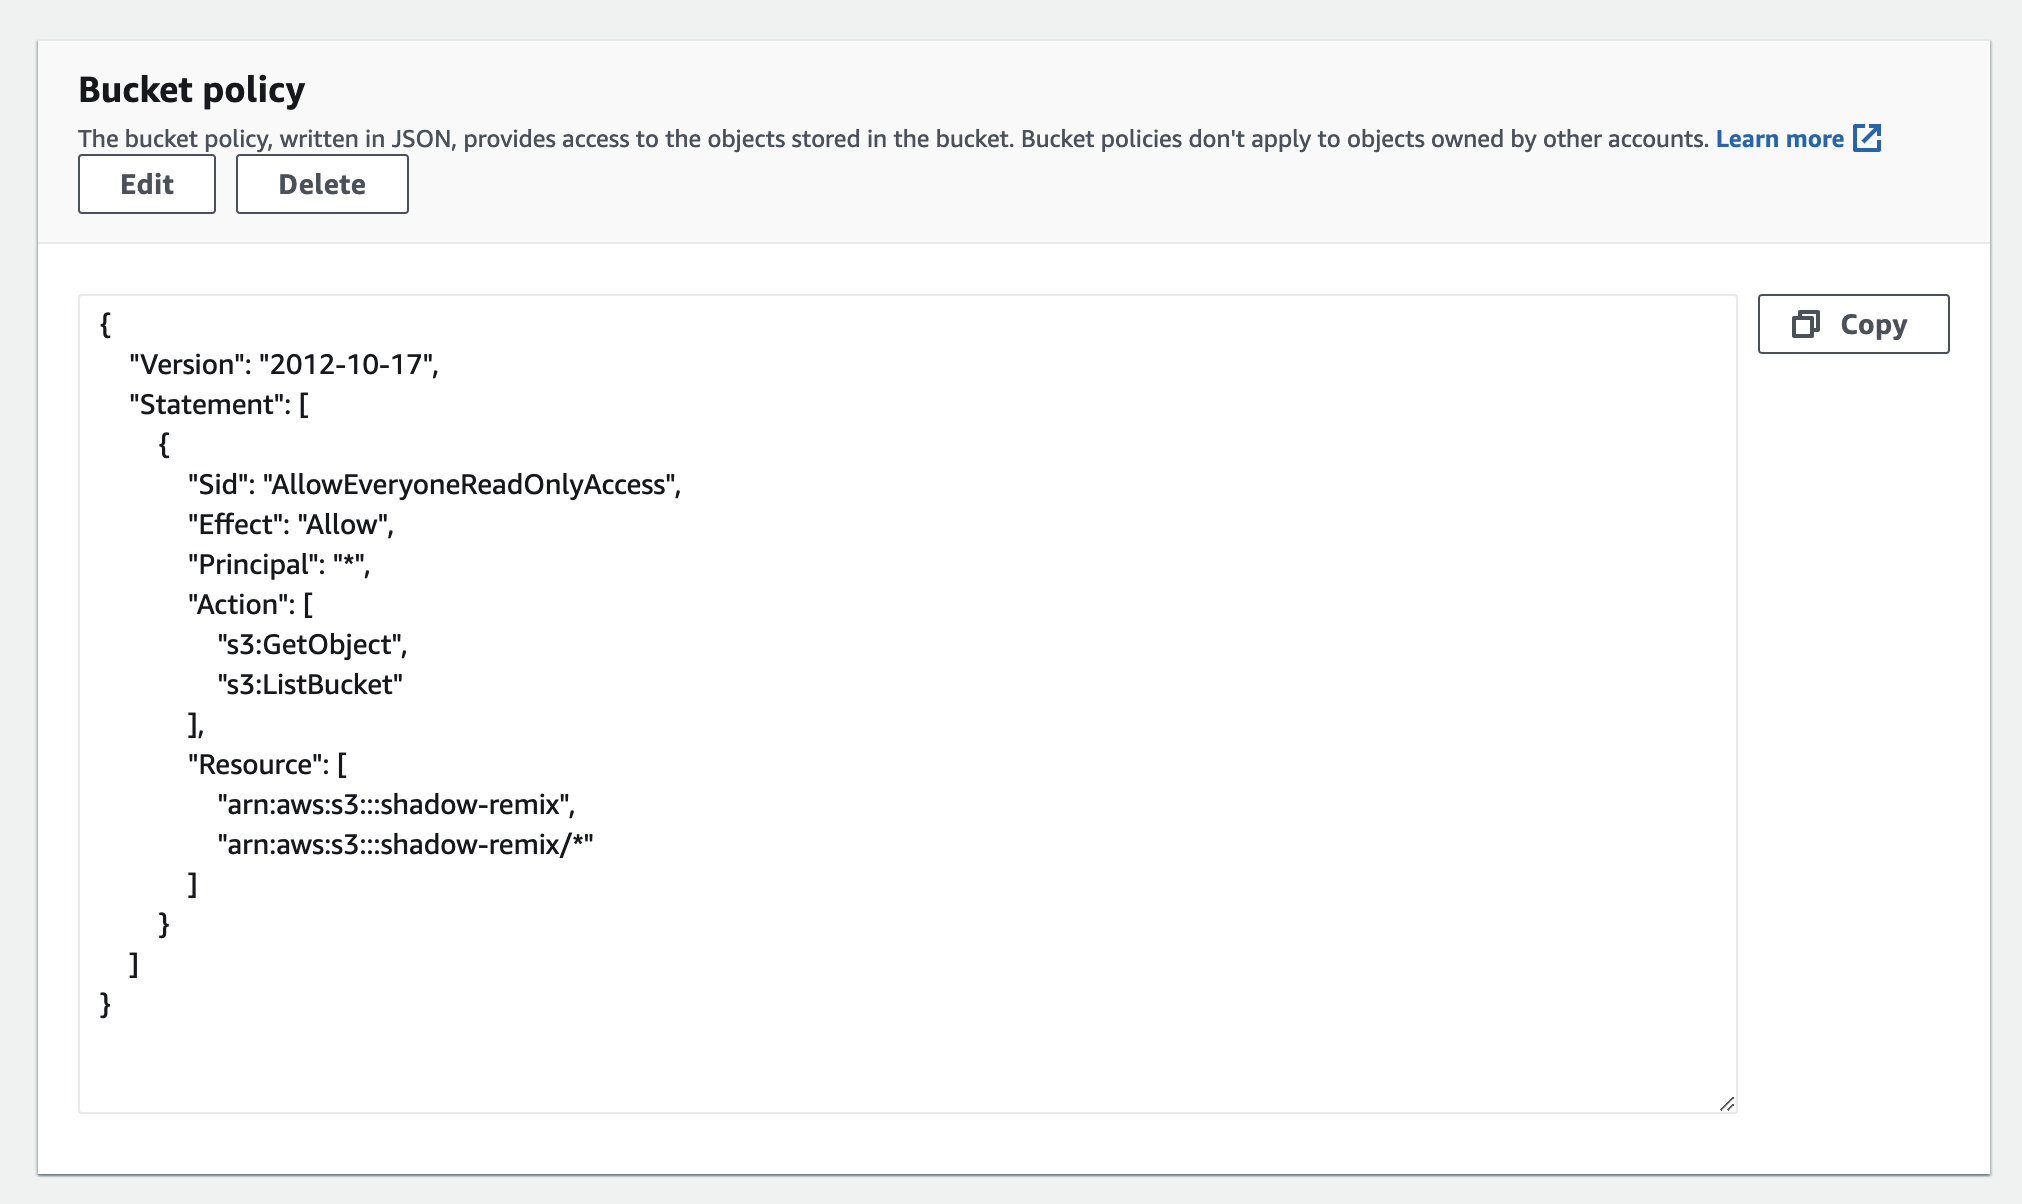 Bucket policy
The bucket policy, written in JSON, provides access to the objects stored in the bucket. Bucket policies don't apply to objects owned by other accounts. Learn more
Edit
Delete
Copy
{
"Version": "2012-10-17",
"Statement": [
{
"Sid": "AllowEveryoneReadOnlyAccess",
"Effect": "Allow",
"Principal": "*",
"Action": [
"s3:GetObject",
"s3:ListBucket"
],
"Resource": [
"arn:aws:s3:::shadow-remix",
"arn:aws:s3:::shadow-remix/*"
]
}
]
}